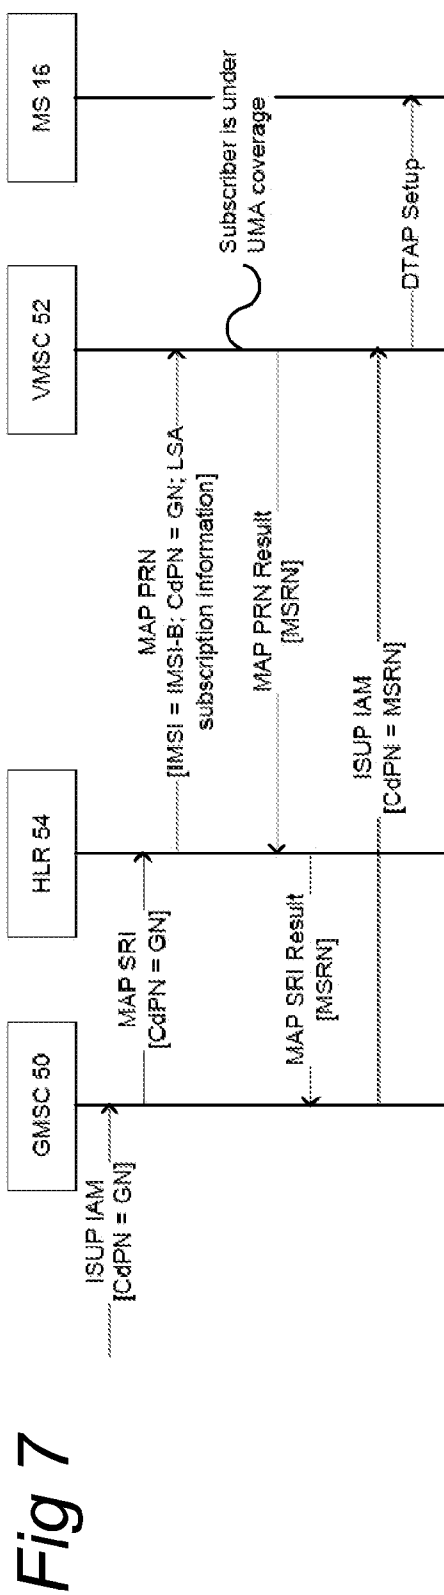 Fig 7
GMSC 50
HLR 54
VMSC 52
MS 16
ISUP IAM
[CdPN = GN]
MAP SRI
[CdPN = GN]
MAP PRN
[IMSI = IMSI-B; CdPN = GN; LSA
subscription information]
Subscriber is under
UMA coverage
MAP PRN Result
[MSRN]
MAP SRI Result
[MSRN]
ISUP IAM
[CdPN = MSRN]
DTAP Setup